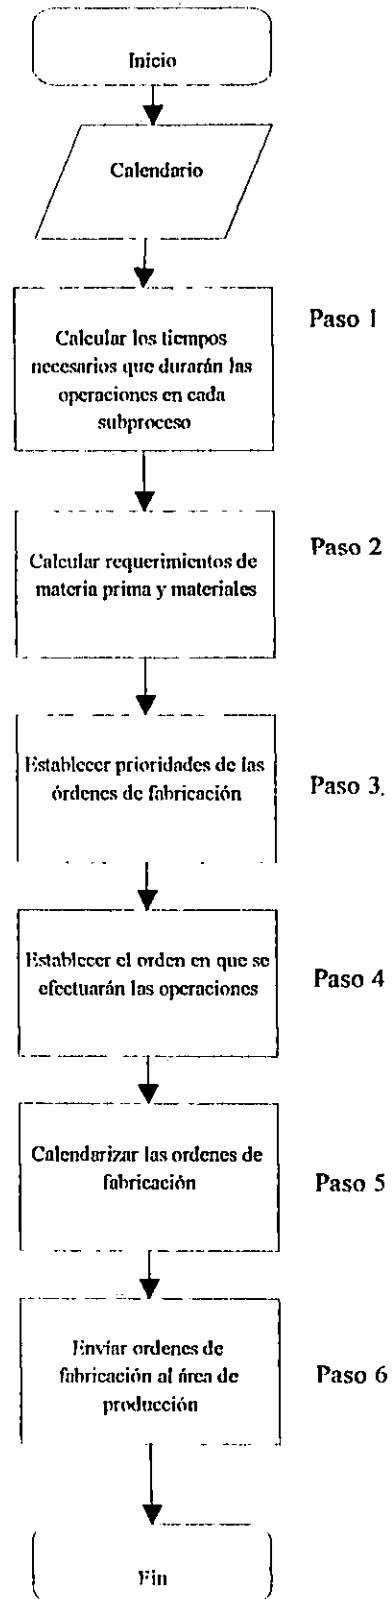 Inicio
Calendario
Paso 1
Calcular los tiempos
necesarios que durarán las
operaciones en cada
subproceso
Paso 2
Calcular requerimientos de
materia prima y materiales
Establecer prioridades de las
órdenes de fabricación
Paso 3.
Establecer el orden en que se
efectuarán las operaciones
Paso 4
Calendarizar las ordenes de
fabricación
Paso 5
Enviar ordenes de
fabricación al área de
producción
Paso 6
Fin